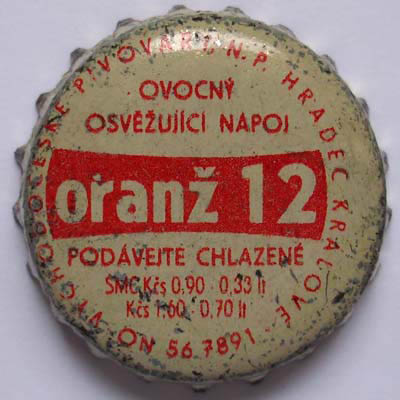 VÝCHODOČESKÉ PIVOVARY, N.P. HRADEC KRÁLOVÉ
OVOCNÝ
OSVĚŽUJÍCÍ NÁPOJ
oranž 12
PODÁVEJTE CHLAZENÉ
SMC Kčs 0,90 · 0,33 lt
Kčs 1,60 · 0,70 lt
ON 56 7891